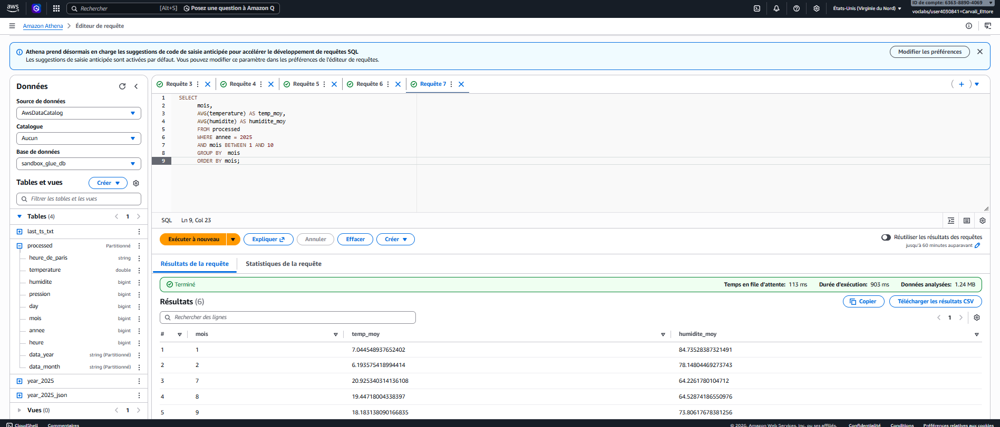 aws
Rechercher [Alt+S] Posez une question à Amazon Q
États-Unis (Virginie du Nord)
ID de compte: 6363-8890-4069
voclabs/user4030841=Carvali_Ettore
Amazon Athena > Éditeur de requête
Athena prend désormais en charge les suggestions de code de saisie anticipée pour accélérer le développement de requêtes SQL
Les suggestions de saisie anticipée sont activées par défaut. Vous pouvez modifier ce paramètre dans les préférences de l'éditeur de requêtes.
Modifier les préférences
Données
Source de données
AwsDataCatalog
Catalogue
Aucun
Base de données
sandbox_glue_db
Tables et vues
Créer
Filtrer les tables et les vues
Tables (4) 1
last_ts_txt
processed Partitionné
heure_de_paris string
temperature double
humidite bigint
pression bigint
day bigint
mois bigint
annee bigint
heure bigint
data_year string (Partitionné)
data_month string (Partitionné)
year_2025
year_2025_json
Vues (0) 1
Requête 3 Requête 4 Requête 5 Requête 6 Requête 7
1 SELECT
2 mois,
3 AVG(temperature) AS temp_moy,
4 AVG(humidite) AS humidite_moy
5 FROM processed
6 WHERE annee = 2025
7 AND mois BETWEEN 1 AND 10
8 GROUP BY mois
9 ORDER BY mois;
SQL Ln 9, Col 23
Exécuter à nouveau Expliquer Annuler Effacer Créer
Réutiliser les résultats des requêtes
jusqu'à 60 minutes auparavant
Résultats de la requête Statistiques de la requête
Terminé Temps en file d'attente: 113 ms Durée d'exécution: 903 ms Données analysées: 1.24 MB
Résultats (6)
Copier Télécharger les résultats CSV
Rechercher des lignes
1
# mois temp_moy humidite_moy
1 1 7.044548937652402 84.73528387321491
2 2 6.193575418994414 78.14804469273743
3 7 20.925340314136108 64.2261780104712
4 8 19.44718004338397 64.52874186550976
5 9 18.183138090166835 73.80617678381256
CloudShell Commentaires
© 2026, Amazon Web Services, Inc. ou ses affiliés. Confidentialité Conditions Préférences relatives aux cookies